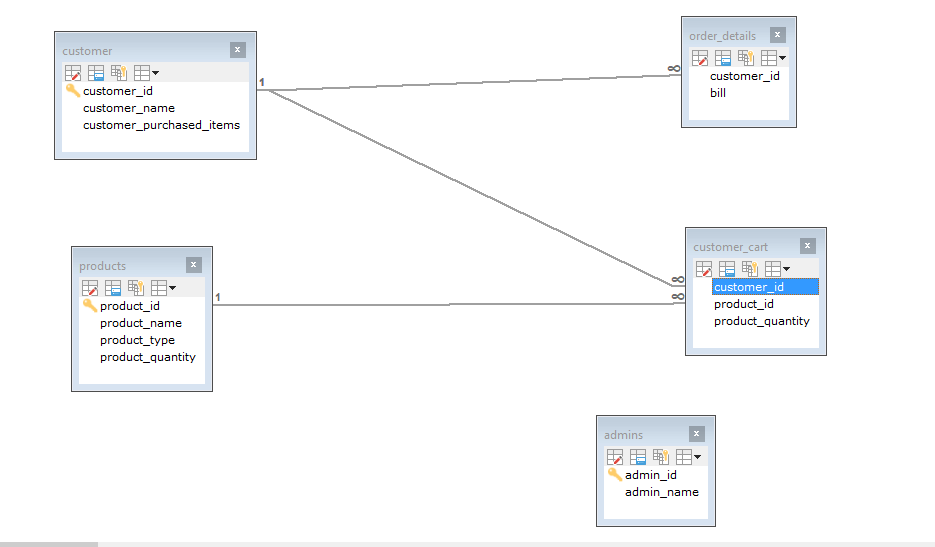 customer
customer_id
customer_name
customer_purchased_items
order_details
customer_id
bill
products
product_id
product_name
product_type
product_quantity
customer_cart
customer_id
product_id
product_quantity
admins
admin_id
admin_name
1
∞
∞
1
∞